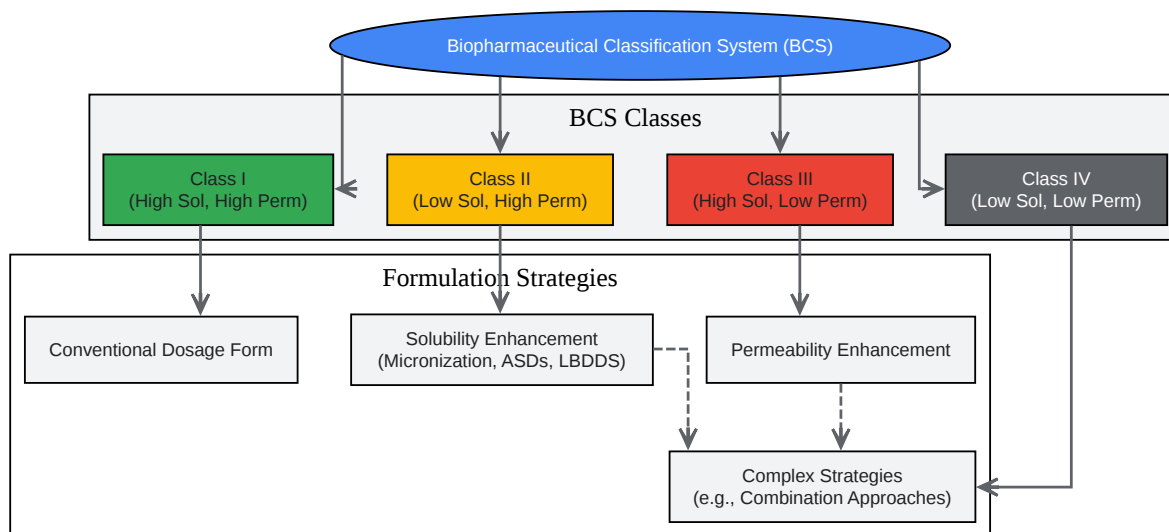 Biopharmaceutical Classification System (BCS)
BCS Classes
Class I
(High Sol, High Perm)
Class II
(Low Sol, High Perm)
Class III
(High Sol, Low Perm)
Class IV
(Low Sol, Low Perm)
Formulation Strategies
Conventional Dosage Form
Solubility Enhancement
(Micronization, ASDs, LBDDS)
Permeability Enhancement
Complex Strategies
(e.g., Combination Approaches)